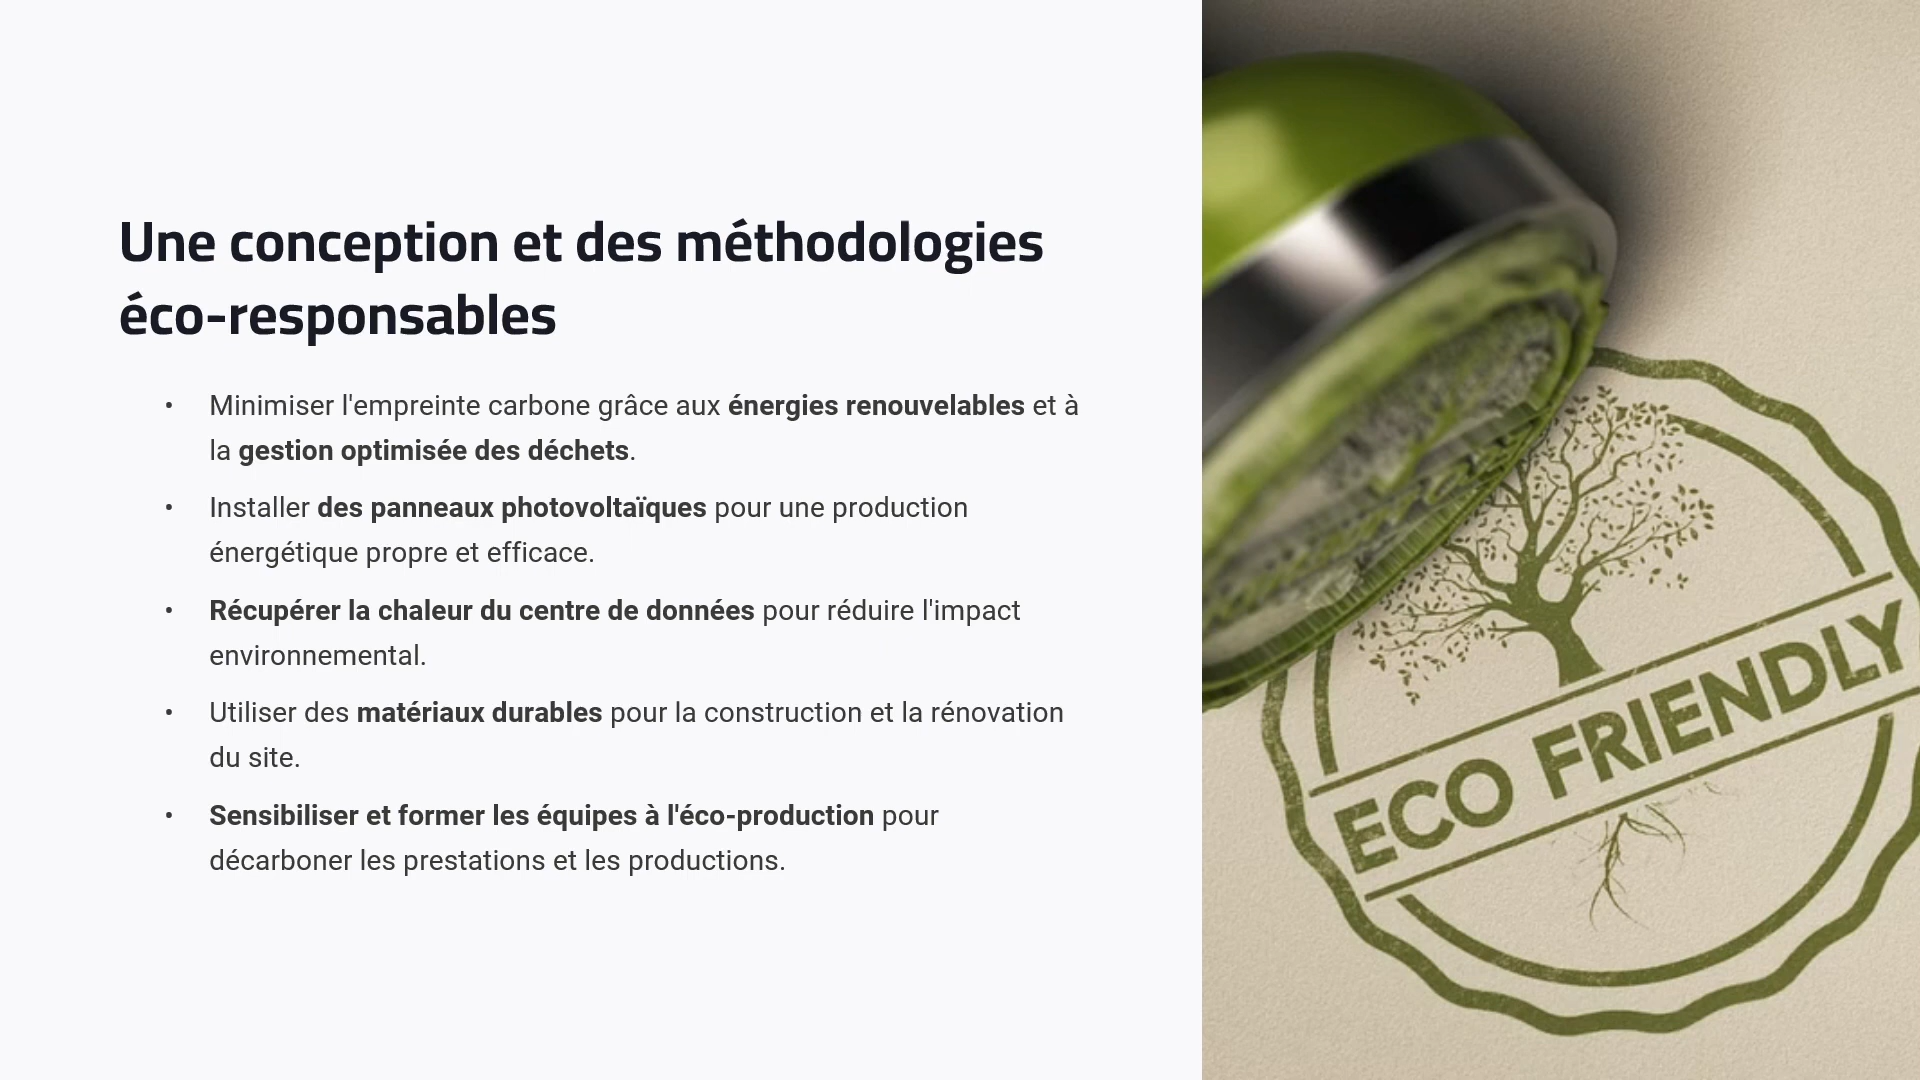 Une conception et des méthodologies
éco-responsables
• Minimiser l'empreinte carbone grâce aux énergies renouvelables et à
la gestion optimisée des déchets.
• Installer des panneaux photovoltaïques pour une production
énergétique propre et efficace.
• Récupérer la chaleur du centre de données pour réduire l'impact
environnemental.
• Utiliser des matériaux durables pour la construction et la rénovation
du site.
• Sensibiliser et former les équipes à l'éco-production pour
décarboner les prestations et les productions.
ECO FRIENDLY